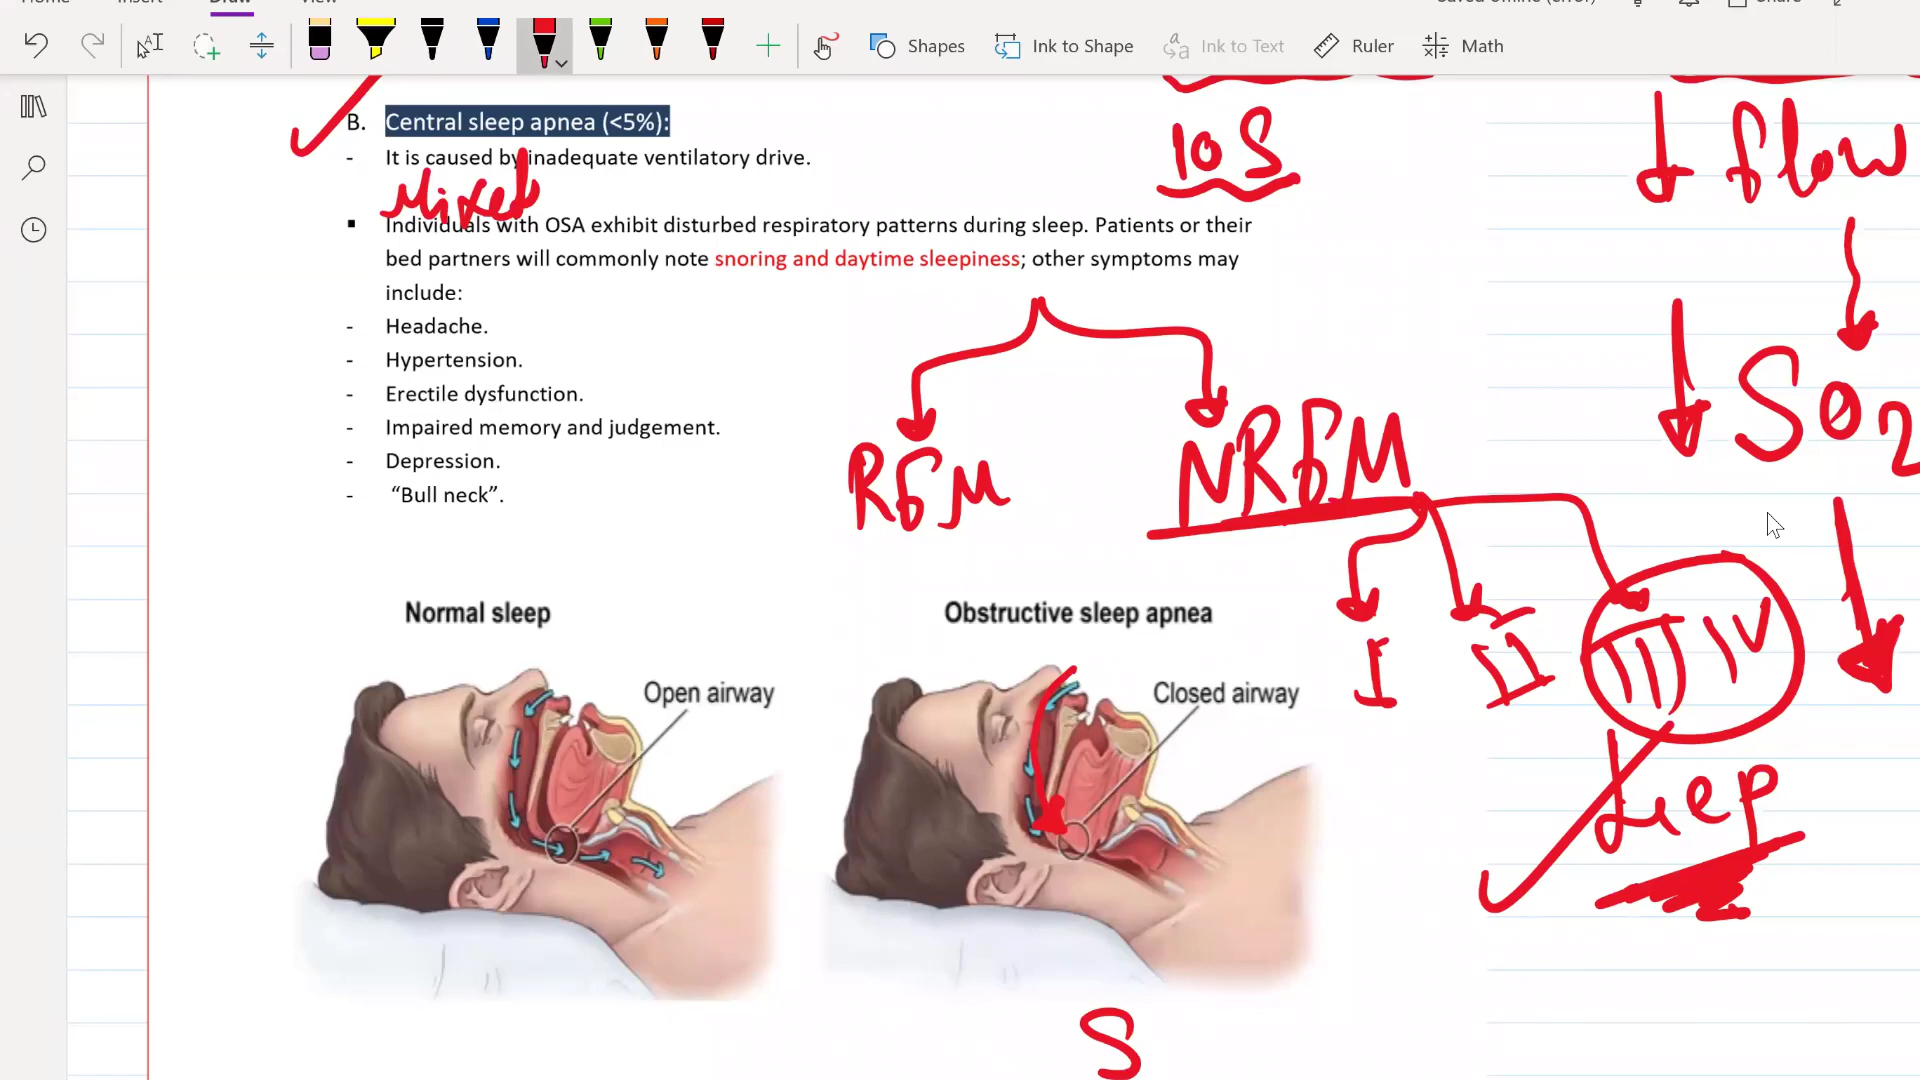 Shapes Ink to Shape Ink to Text Ruler Math
B. Central sleep apnea (<5%):
- It is caused by inadequate ventilatory drive.
Mixed
10 S
↓ flow
▪ Individuals with OSA exhibit disturbed respiratory patterns during sleep. Patients or their
bed partners will commonly note snoring and daytime sleepiness; other symptoms may
include:
- Headache.
- Hypertension.
- Erectile dysfunction.
- Impaired memory and judgement.
- Depression.
- “Bull neck”.
↓ SO2
REM NREM
I II III IV
Normal sleep
Obstructive sleep apnea
Open airway
Closed airway
S